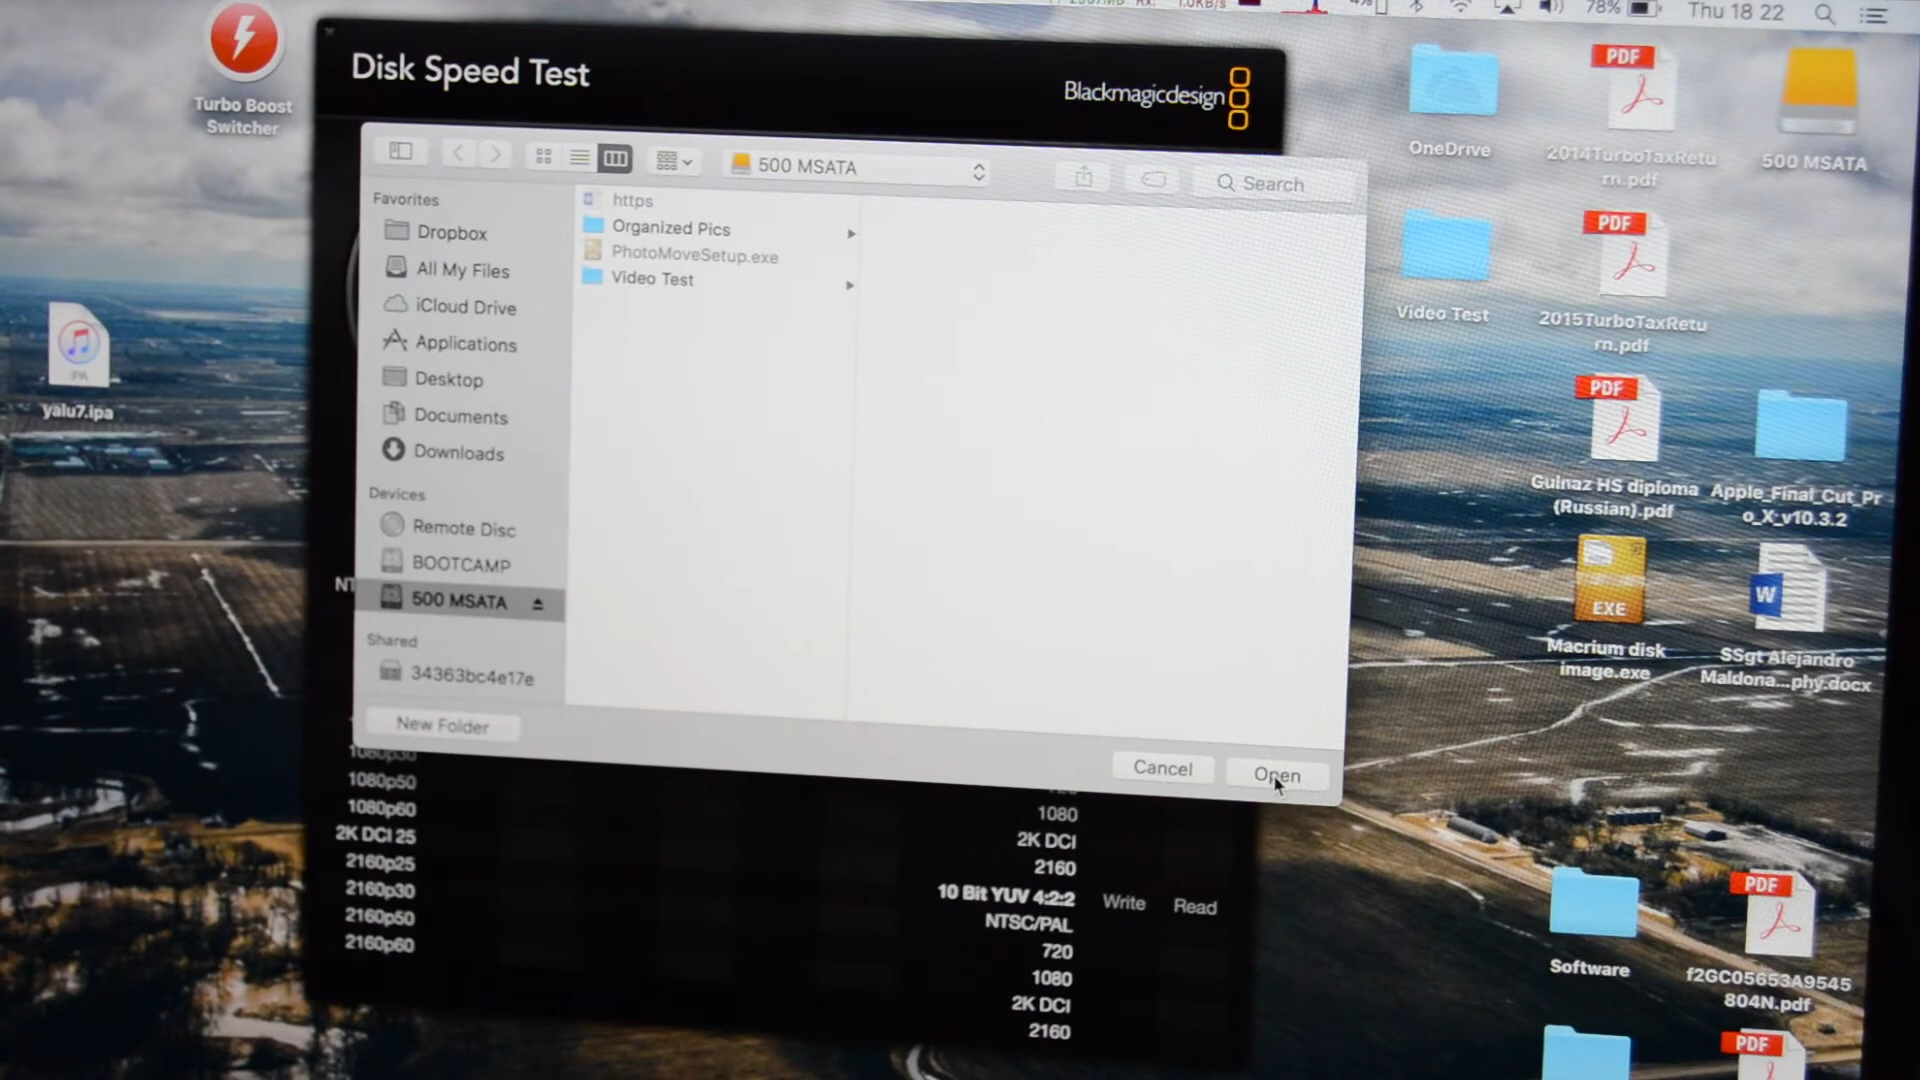 78%
Thu 18 22
Turbo Boost
Switcher
Disk Speed Test
Blackmagicdesign
500 MSATA
Search
Favorites
Dropbox
All My Files
iCloud Drive
Applications
Desktop
Documents
Downloads
Devices
Remote Disc
BOOTCAMP
500 MSATA
Shared
34363bc4e17e
https
Organized Pics
PhotoMoveSetup.exe
Video Test
New Folder
Cancel
Open
NT
1080p30
1080p50
1080p60
2K DCI 25
2160p25
2160p30
2160p50
2160p60
1080
2K DCI
2160
10 Bit YUV 4:2:2
Write
Read
NTSC/PAL
720
1080
2K DCI
2160
IPA
yalu7.ipa
OneDrive
PDF
2014TurboTaxRetu
rn.pdf
500 MSATA
Video Test
PDF
2015TurboTaxRetu
rn.pdf
PDF
Gulnaz HS diploma
(Russian).pdf
Apple_Final_Cut_Pr
o_X_v10.3.2
EXE
Macrium disk
image.exe
W
SSgt Alejandro
Maldona...phy.docx
Software
PDF
f2GC05653A9545
804N.pdf
PDF